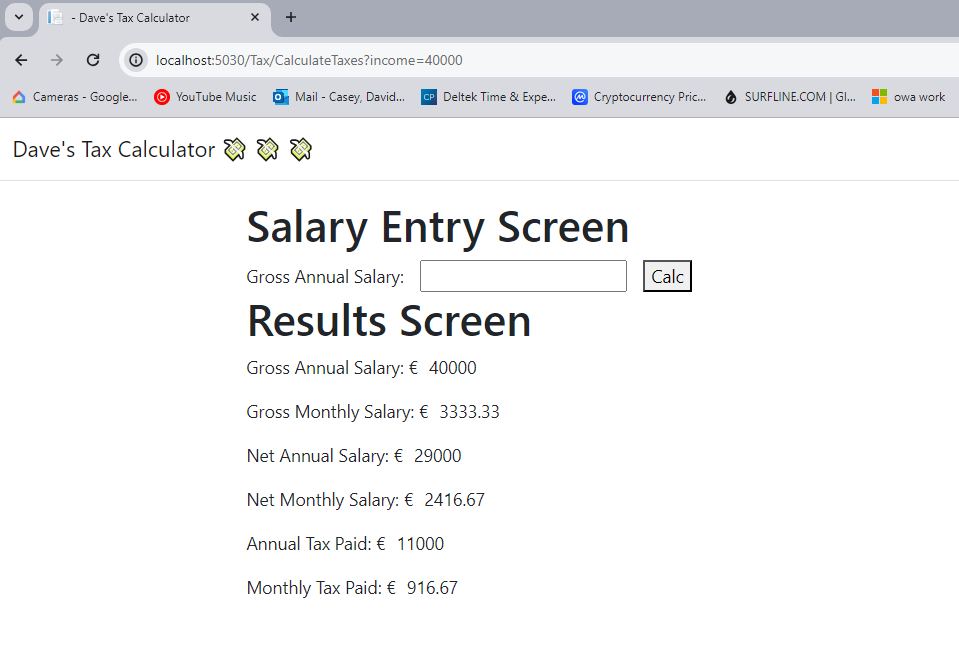 - Dave's Tax Calculator
localhost:5030/Tax/CalculateTaxes?income=40000
Cameras - Google... YouTube Music Mail - Casey, David... CP Deltek Time & Expe... Cryptocurrency Pric... SURFLINE.COM | Gl... owa work
Dave's Tax Calculator
Salary Entry Screen
Gross Annual Salary: Calc
Results Screen
Gross Annual Salary: € 40000
Gross Monthly Salary: € 3333.33
Net Annual Salary: € 29000
Net Monthly Salary: € 2416.67
Annual Tax Paid: € 11000
Monthly Tax Paid: € 916.67